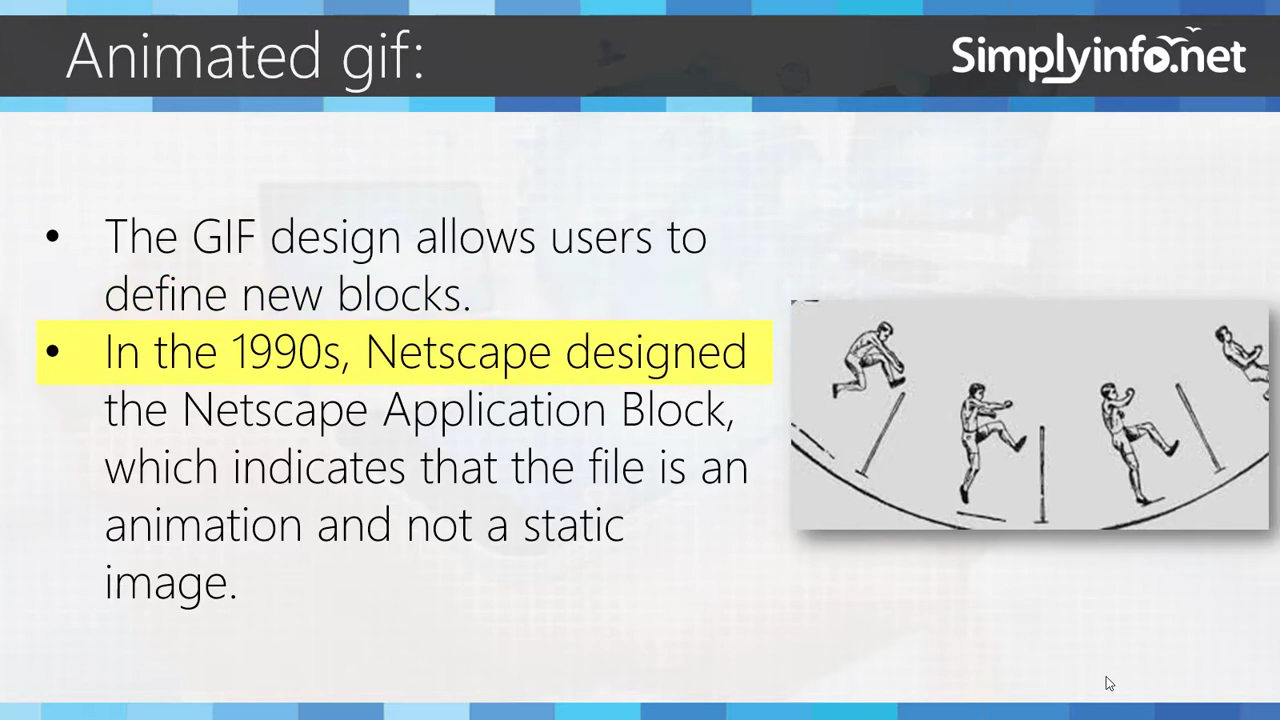 Animated gif:
Simplyinfo.net
• The GIF design allows users to
define new blocks.
• In the 1990s, Netscape designed
the Netscape Application Block,
which indicates that the file is an
animation and not a static
image.